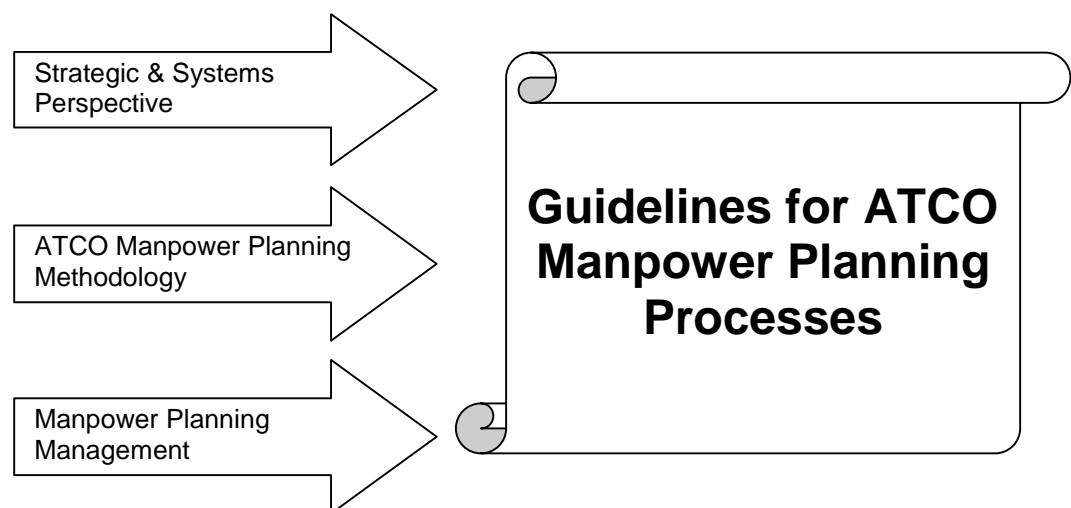 Strategic & Systems
Perspective
ATCO Manpower Planning
Methodology
Manpower Planning
Management
Guidelines for ATCO
Manpower Planning
Processes